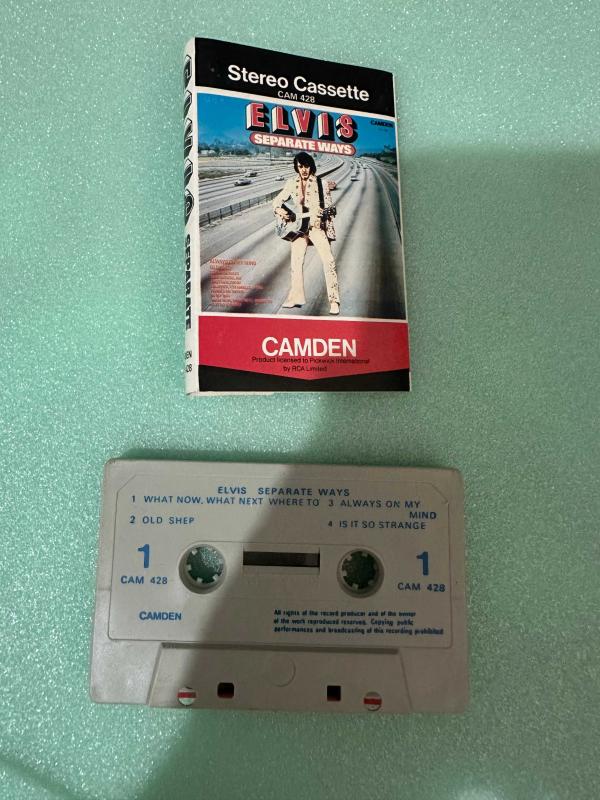 Stereo Cassette
CAM 428
ELVIS
SEPARATE WAYS
CAMDEN
ELVIS SEPARATE
428
CAMDEN
Product licensed to Pickwick International
by RCA Limited
ELVIS SEPARATE WAYS
1 WHAT NOW, WHAT NEXT WHERE TO 3 ALWAYS ON MY
MIND
2 OLD SHEP 4 IS IT SO STRANGE
1 1
CAM 428 CAM 428
CAMDEN
All rights of the record producer and of the owner
of the work reproduced reserved. Copying public
performances and broadcasting of this recording prohibited